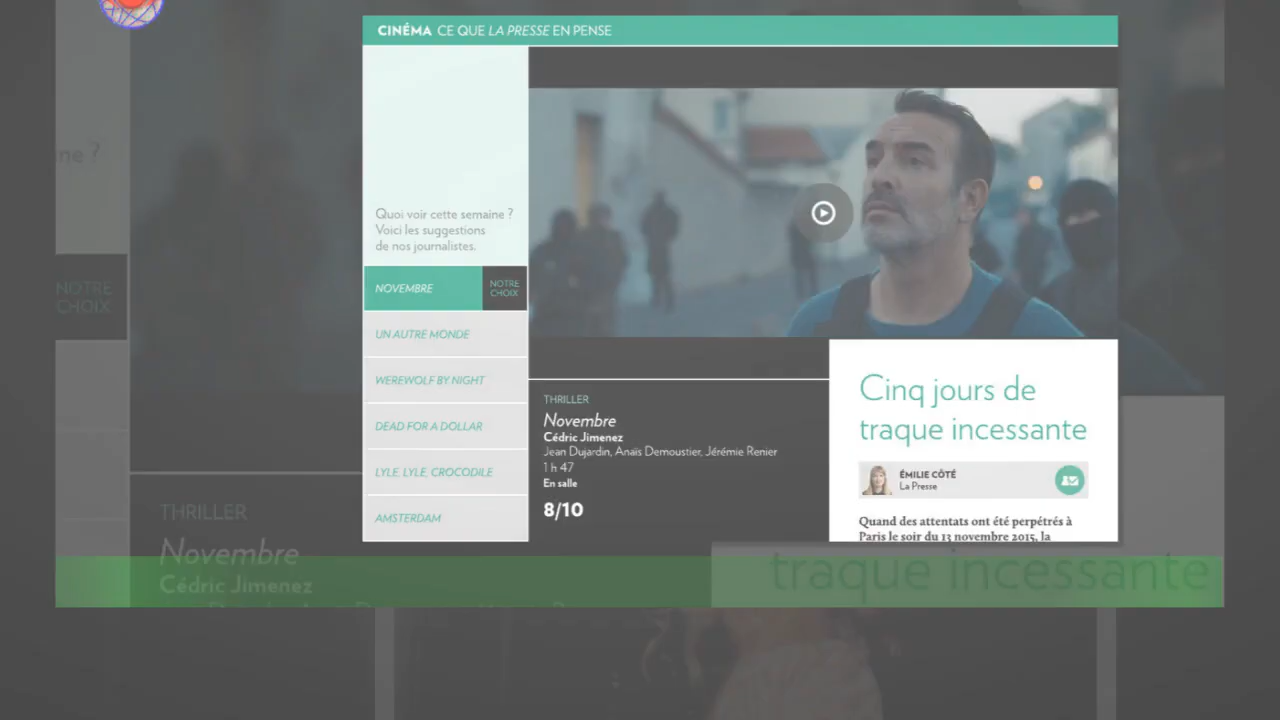 CINÉMA CE QUE LA PRESSE EN PENSE
Quoi voir cette semaine ?
Voici les suggestions
de nos journalistes.
NOVEMBRE
NOTRE
CHOIX
UN AUTRE MONDE
WEREWOLF BY NIGHT
DEAD FOR A DOLLAR
LYLE, LYLE, CROCODILE
AMSTERDAM
THRILLER
Novembre
Cédric Jimenez
Jean Dujardin, Anaïs Demoustier, Jérémie Renier
1 h 47
En salle
8/10
Cinq jours de
traque incessante
ÉMILIE CÔTÉ
La Presse
Quand des attentats ont été perpétrés à
Paris le soir du 13 novembre 2015, la
ne ?
NOTRE
CHOIX
THRILLER
Novembre
Cédric Jimenez
traque incessante